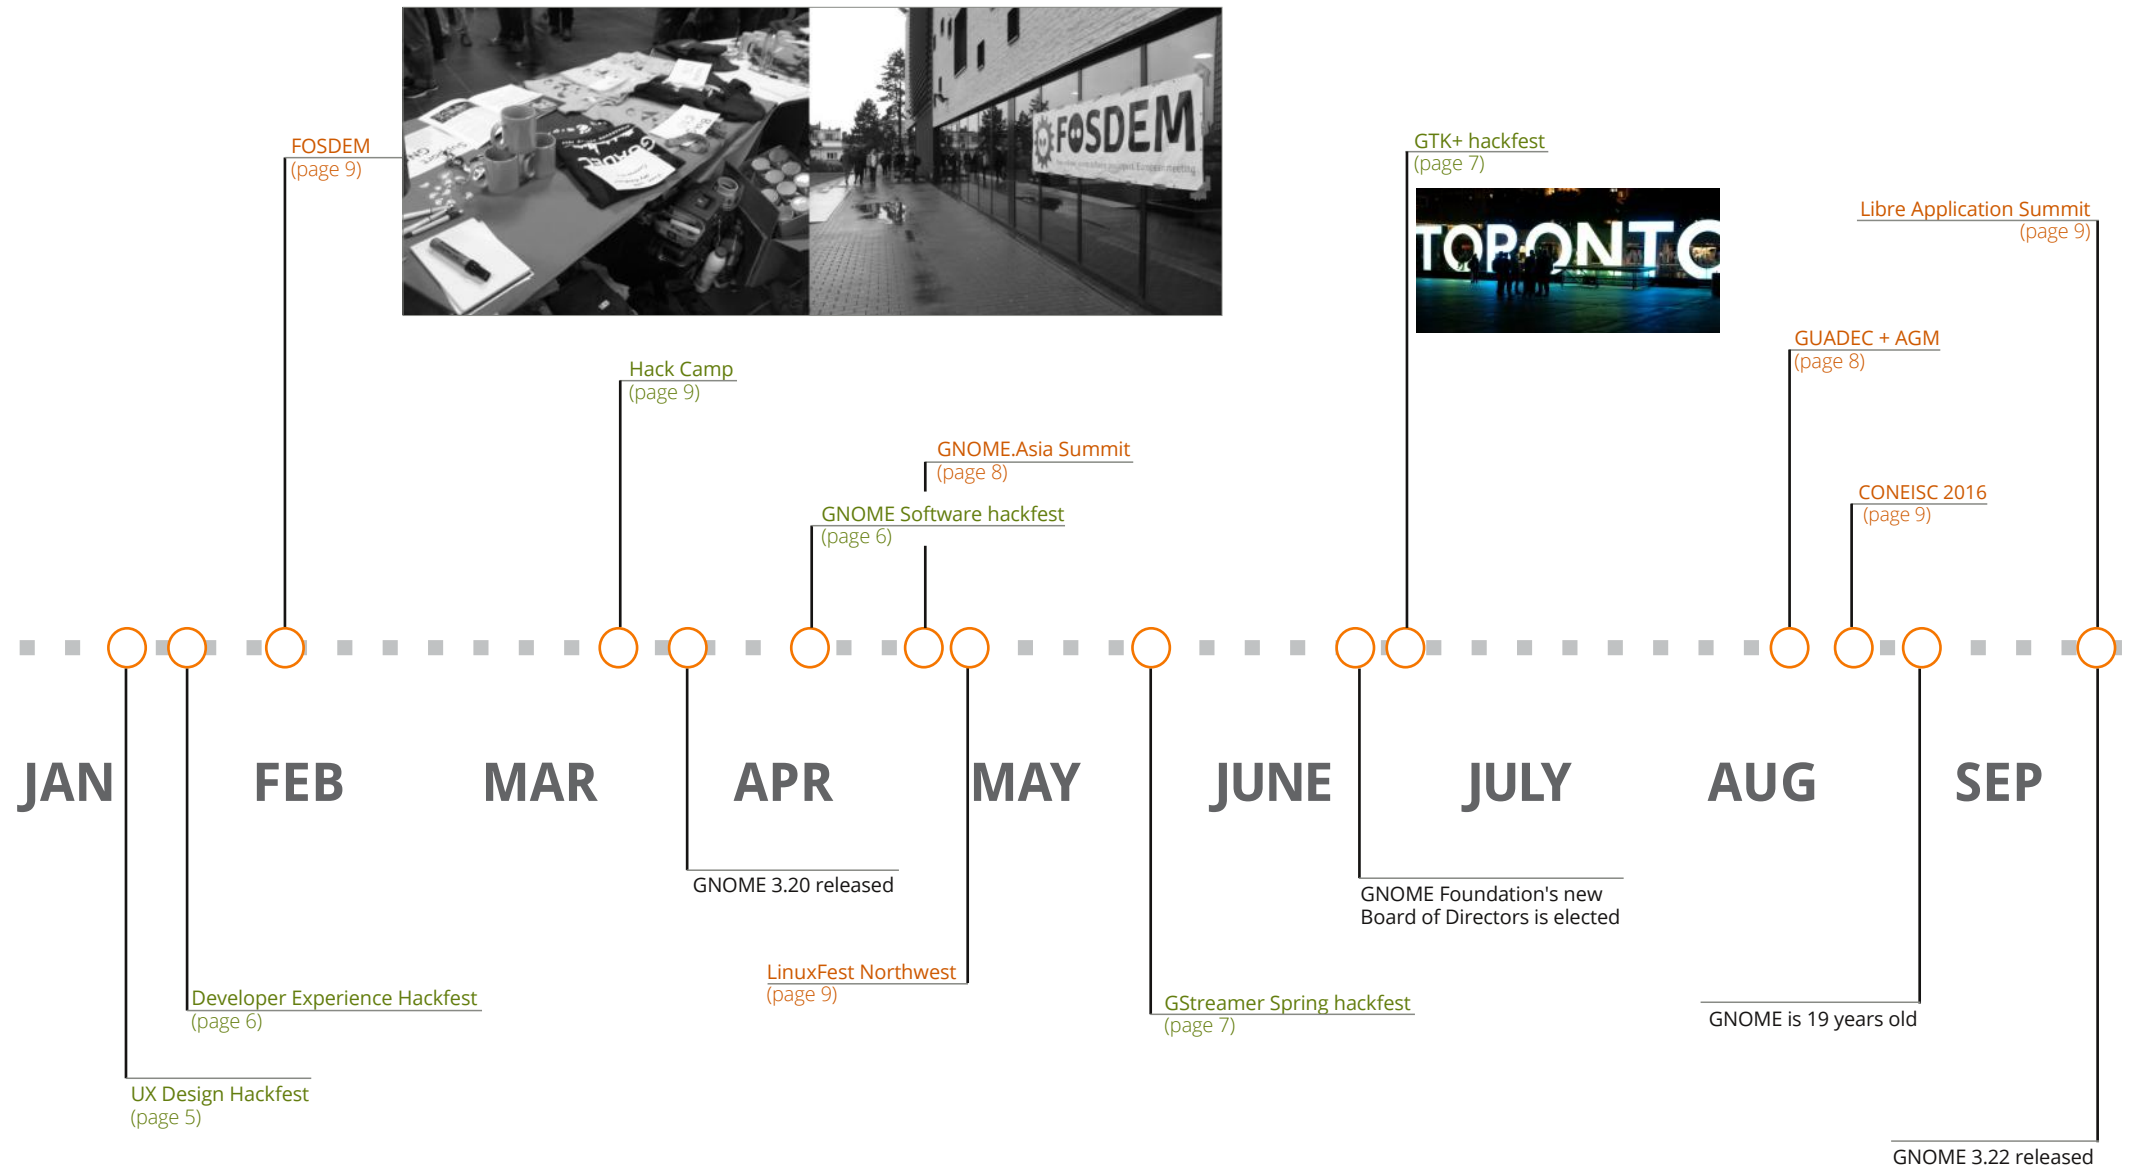 FOSDEM
(page 9)
GUADEC
FOSDEM
GTK+ hackfest
(page 7)
TORONTO
Libre Application Summit
(page 9)
GUADEC + AGM
(page 8)
Hack Camp
(page 9)
GNOME.Asia Summit
(page 8)
GNOME Software hackfest
(page 6)
CONEISC 2016
(page 9)
JAN
FEB
MAR
APR
MAY
JUNE
JULY
AUG
SEP
GNOME 3.20 released
GNOME Foundation's new
Board of Directors is elected
LinuxFest Northwest
(page 9)
Developer Experience Hackfest
(page 6)
GStreamer Spring hackfest
(page 7)
GNOME is 19 years old
UX Design Hackfest
(page 5)
GNOME 3.22 released